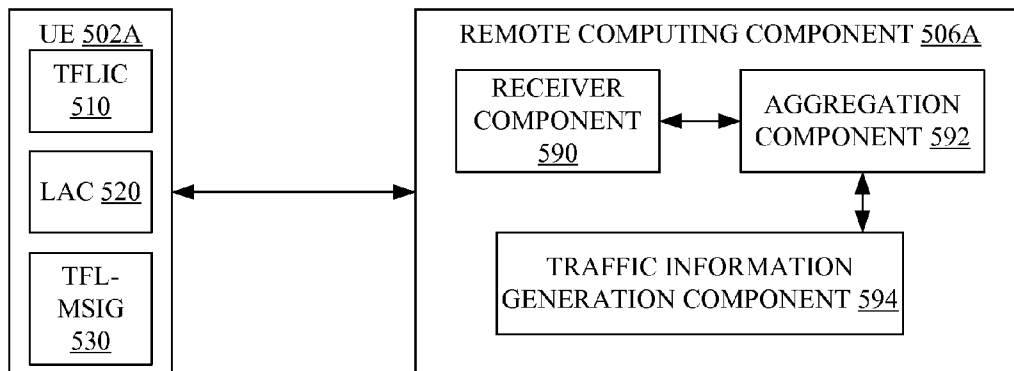 UE 502A
TFLIC
510
LAC 520
TFL-
MSIG
530
REMOTE COMPUTING COMPONENT 506A
RECEIVER
COMPONENT
590
AGGREGATION
COMPONENT 592
TRAFFIC INFORMATION
GENERATION COMPONENT 594